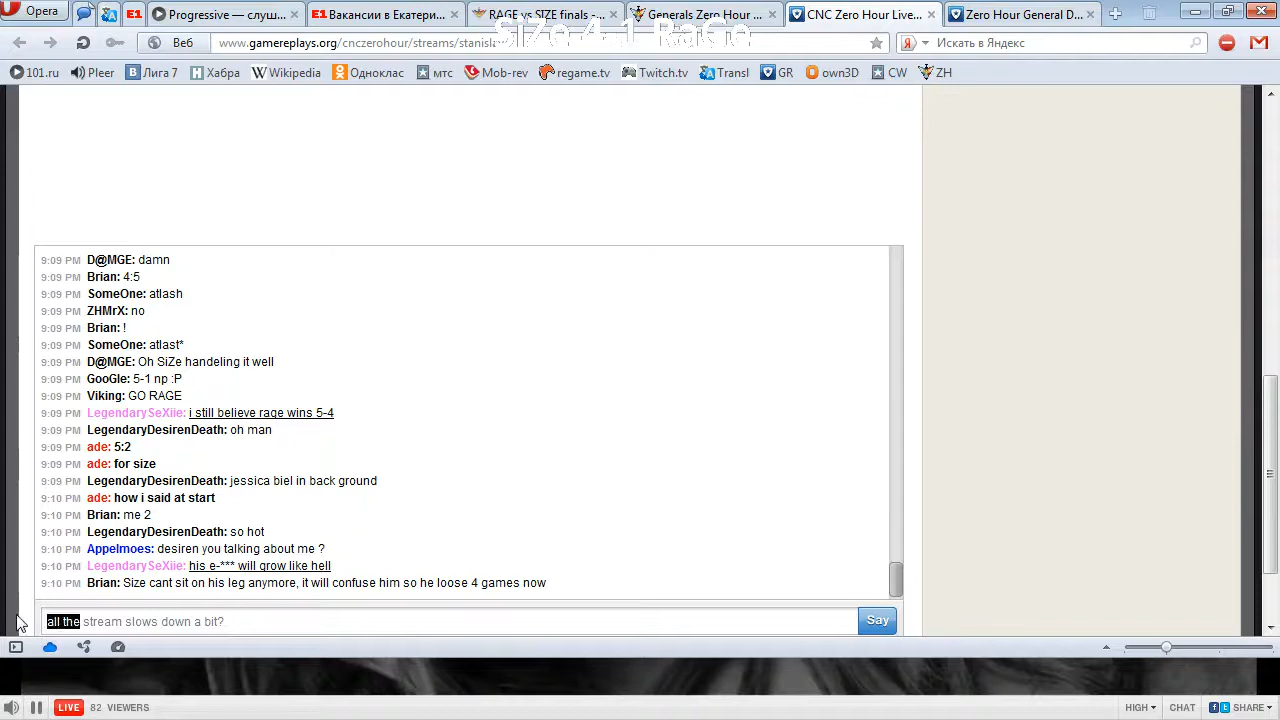 Opera
Progressive — слуш...
E1 Вакансии в Екатери...
RAGE vs SIZE finals ...
Generals Zero Hour ...
CNC Zero Hour Live...
Zero Hour General D...
SiZe 4-1 RaGe
Веб
www.gamereplays.org/cnczerohour/streams/stanis
Искать в Яндекс
101.ru Pleer Лига 7 Хабра Wikipedia Одноклас мтс Mob-rev regame.tv Twitch.tv Transl GR own3D CW ZH
9:09 PM D@MGE: damn
9:09 PM Brian: 4:5
9:09 PM SomeOne: atlash
9:09 PM ZHMrX: no
9:09 PM Brian: !
9:09 PM SomeOne: atlast*
9:09 PM D@MGE: Oh SiZe handeling it well
9:09 PM GooGle: 5-1 np :P
9:09 PM Viking: GO RAGE
9:09 PM LegendarySeXiie: i still believe rage wins 5-4
9:09 PM LegendaryDesirenDeath: oh man
9:09 PM ade: 5:2
9:09 PM ade: for size
9:09 PM LegendaryDesirenDeath: jessica biel in back ground
9:10 PM ade: how i said at start
9:10 PM Brian: me 2
9:10 PM LegendaryDesirenDeath: so hot
9:10 PM Appelmoes: desiren you talking about me ?
9:10 PM LegendarySeXiie: his e-*** will grow like hell
9:10 PM Brian: Size cant sit on his leg anymore, it will confuse him so he loose 4 games now
all the stream slows down a bit?
Say
LIVE 82 VIEWERS
HIGH CHAT SHARE